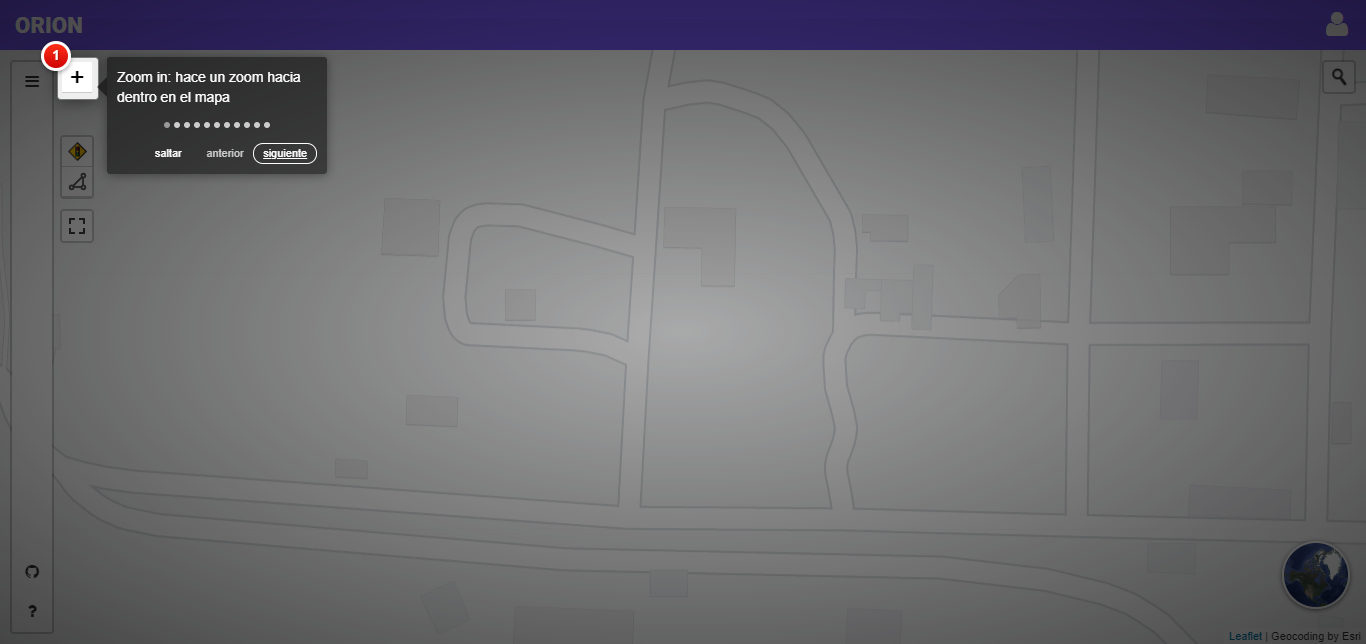 ORION
1
+
Zoom in: hace un zoom hacia
dentro en el mapa
saltar anterior siguiente
?
Leaflet | Geocoding by Esri